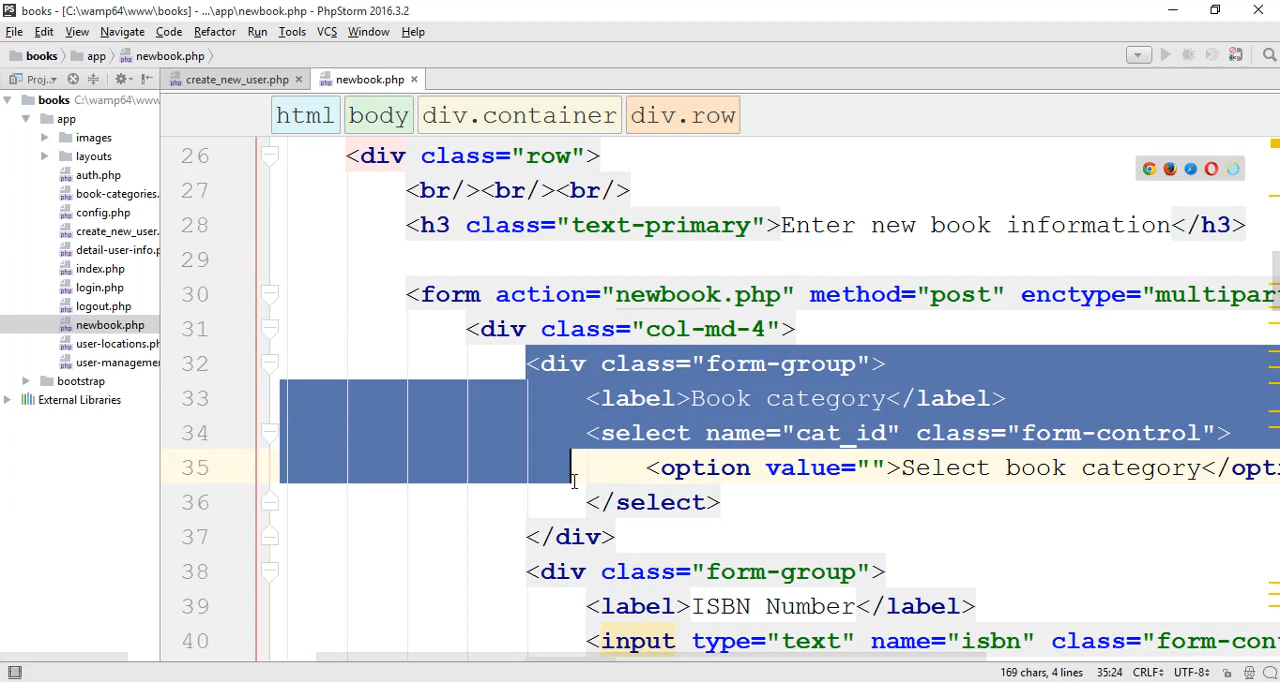 books - [C:\wamp64\www\books] - ...\app\newbook.php - PhpStorm 2016.3.2
File Edit View Navigate Code Refactor Run Tools VCS Window Help
books app newbook.php
Proj.. create_new_user.php newbook.php
books C:\wamp64\www
app
images
layouts
auth.php
book-categories.
config.php
create_new_user.
detail-user-info.p
index.php
login.php
logout.php
newbook.php
user-locations.php
user-manageme
bootstrap
External Libraries
html body div.container div.row
26 <div class="row">
27 <br/><br/><br/>
28 <h3 class="text-primary">Enter new book information</h3>
29
30 <form action="newbook.php" method="post" enctype="multipar
31 <div class="col-md-4">
32 <div class="form-group">
33 <label>Book category</label>
34 <select name="cat_id" class="form-control">
35 <option value="">Select book category</opti
36 </select>
37 </div>
38 <div class="form-group">
39 <label>ISBN Number</label>
40 <input type="text" name="isbn" class="form-con
169 chars, 4 lines 35:24 CRLF UTF-8